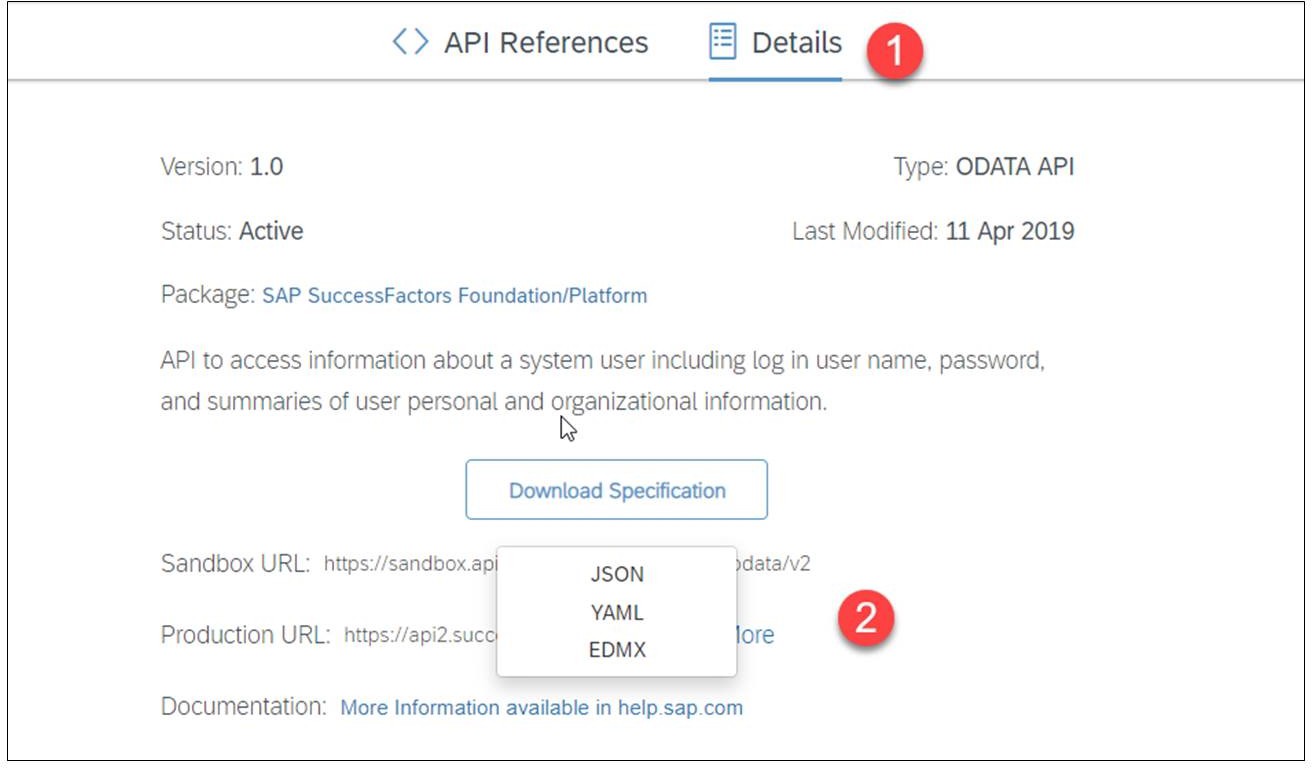 API References Details 1
Version: 1.0 Type: ODATA API
Status: Active Last Modified: 11 Apr 2019
Package: SAP SuccessFactors Foundation/Platform
API to access information about a system user including log in user name, password,
and summaries of user personal and organizational information.
Download Specification
Sandbox URL: https://sandbox.api odata/v2
JSON
YAML
2
Production URL: https://api2.succ More
EDMX
Documentation: More Information available in help.sap.com